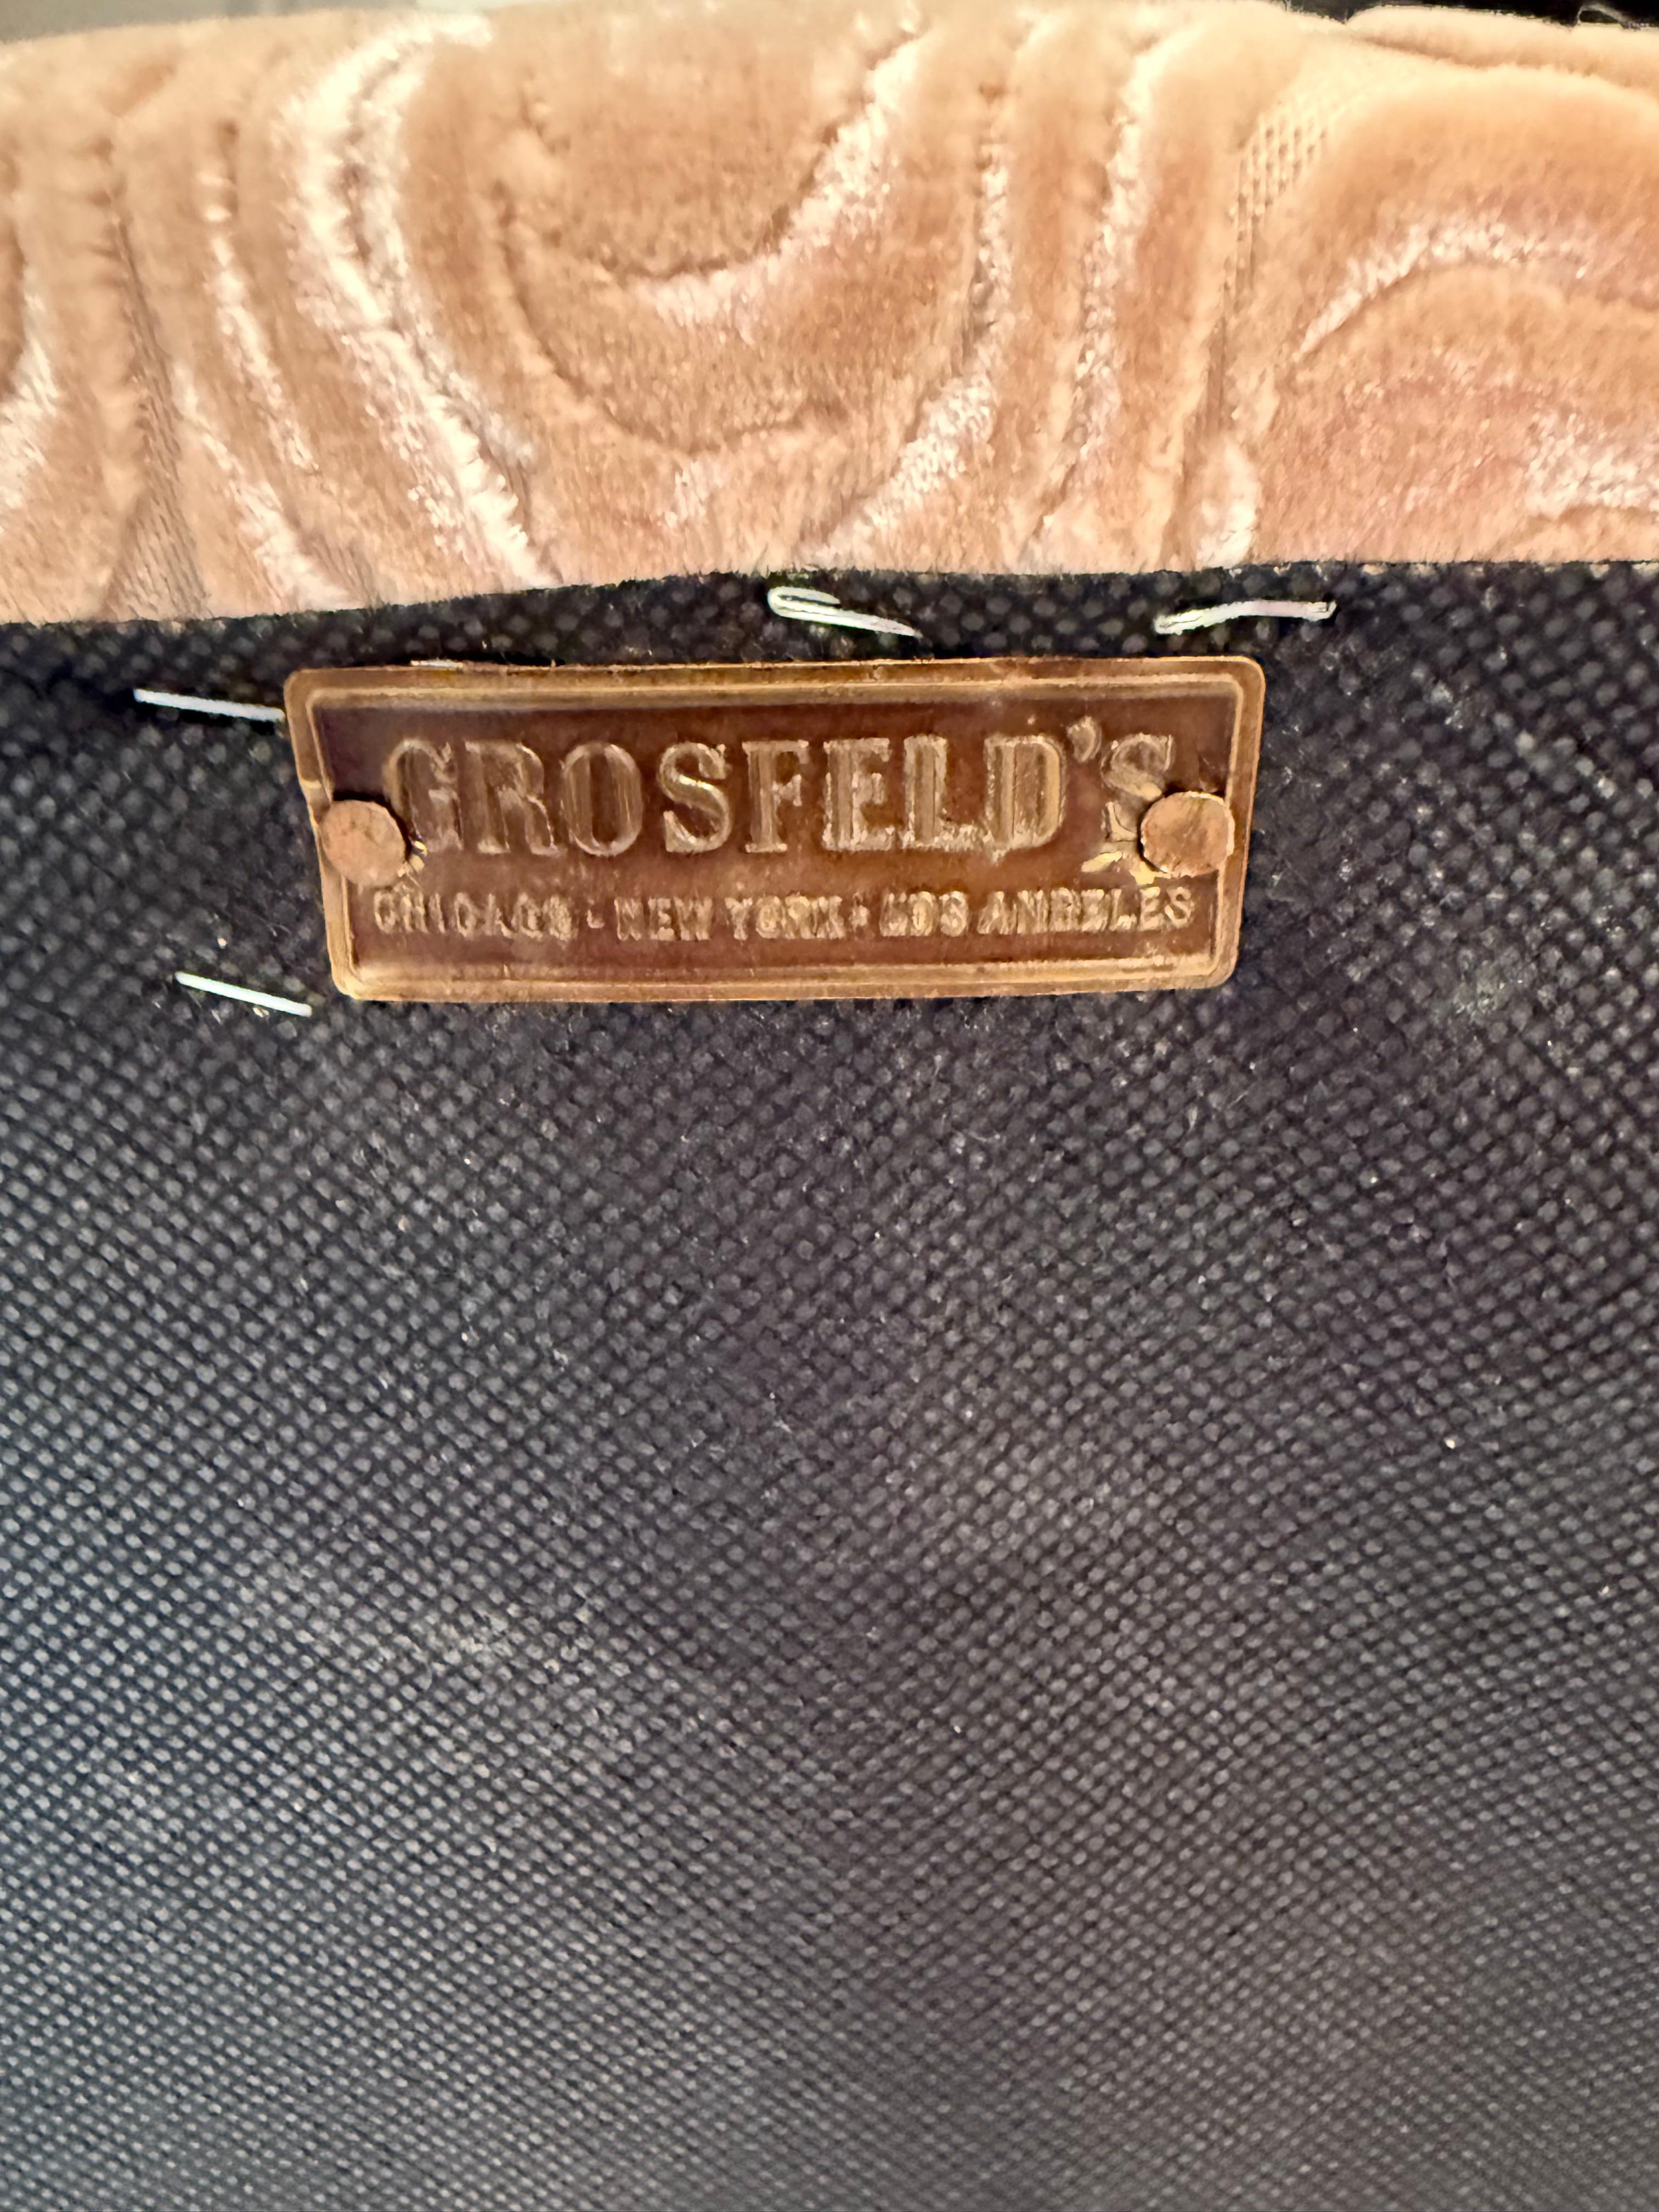 GROSFELD'S
CHICAGO · NEW YORK · LOS ANGELES